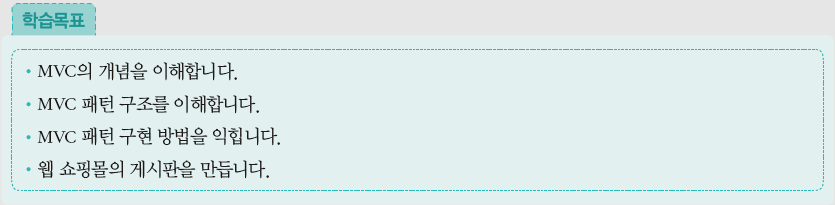 학습목표
• MVC의 개념을 이해합니다.
• MVC 패턴 구조를 이해합니다.
• MVC 패턴 구현 방법을 익힙니다.
• 웹 쇼핑몰의 게시판을 만듭니다.